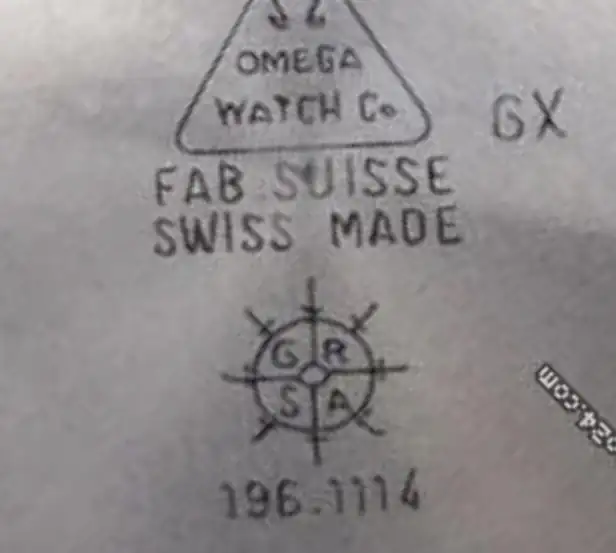 OMEGA
WATCH Co
GX
FAB. SUISSE
SWISS MADE
G R
S A
196.1114